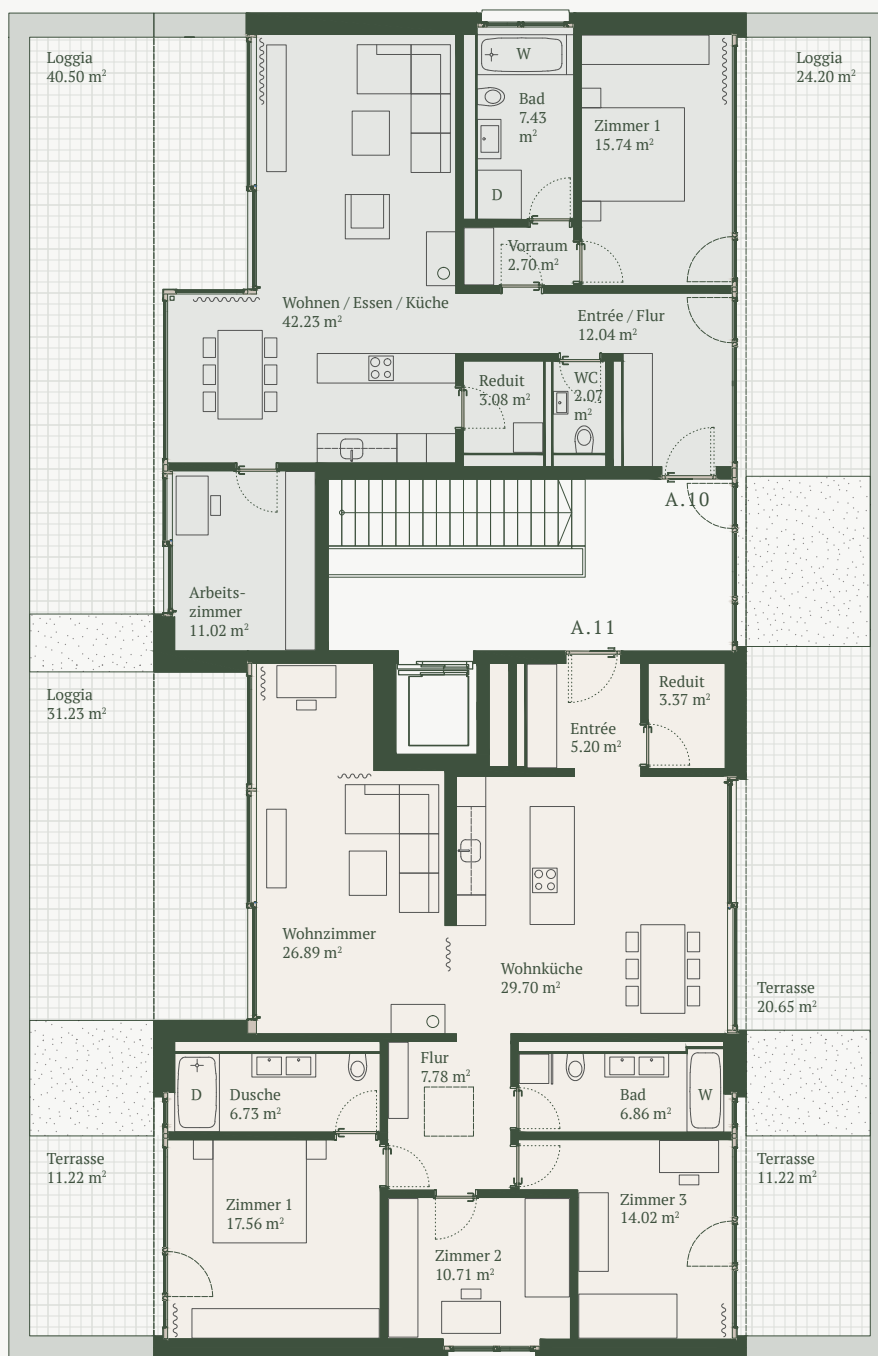 Loggia
40.50 m²
W
Bad
7.43
m²
Zimmer 1
15.74 m²
Loggia
24.20 m²
D
Vorraum
2.70 m²
Wohnen / Essen / Küche
42.23 m²
Entrée / Flur
12.04 m²
Reduit
3.08 m²
WC
2.07
m²
A.10
Arbeits-
zimmer
11.02 m²
A.11
Loggia
31.23 m²
Entrée
5.20 m²
Reduit
3.37 m²
Wohnzimmer
26.89 m²
Wohnküche
29.70 m²
Terrasse
20.65 m²
Flur
7.78 m²
D
Dusche
6.73 m²
Bad
6.86 m²
W
Terrasse
11.22 m²
Terrasse
11.22 m²
Zimmer 1
17.56 m²
Zimmer 2
10.71 m²
Zimmer 3
14.02 m²